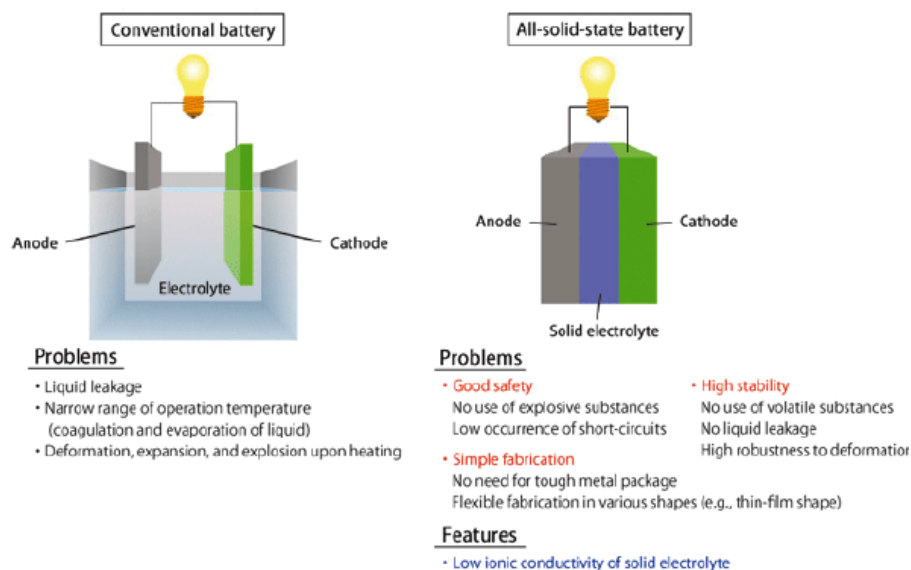 Conventional battery
Anode
Cathode
Electrolyte
Problems
• Liquid leakage
• Narrow range of operation temperature
(coagulation and evaporation of liquid)
• Deformation, expansion, and explosion upon heating
All-solid-state battery
Anode
Cathode
Solid electrolyte
Problems
• Good safety
No use of explosive substances
Low occurrence of short-circuits
• Simple fabrication
No need for tough metal package
Flexible fabrication in various shapes (e.g., thin-film shape)
• High stability
No use of volatile substances
No liquid leakage
High robustness to deformation
Features
• Low ionic conductivity of solid electrolyte